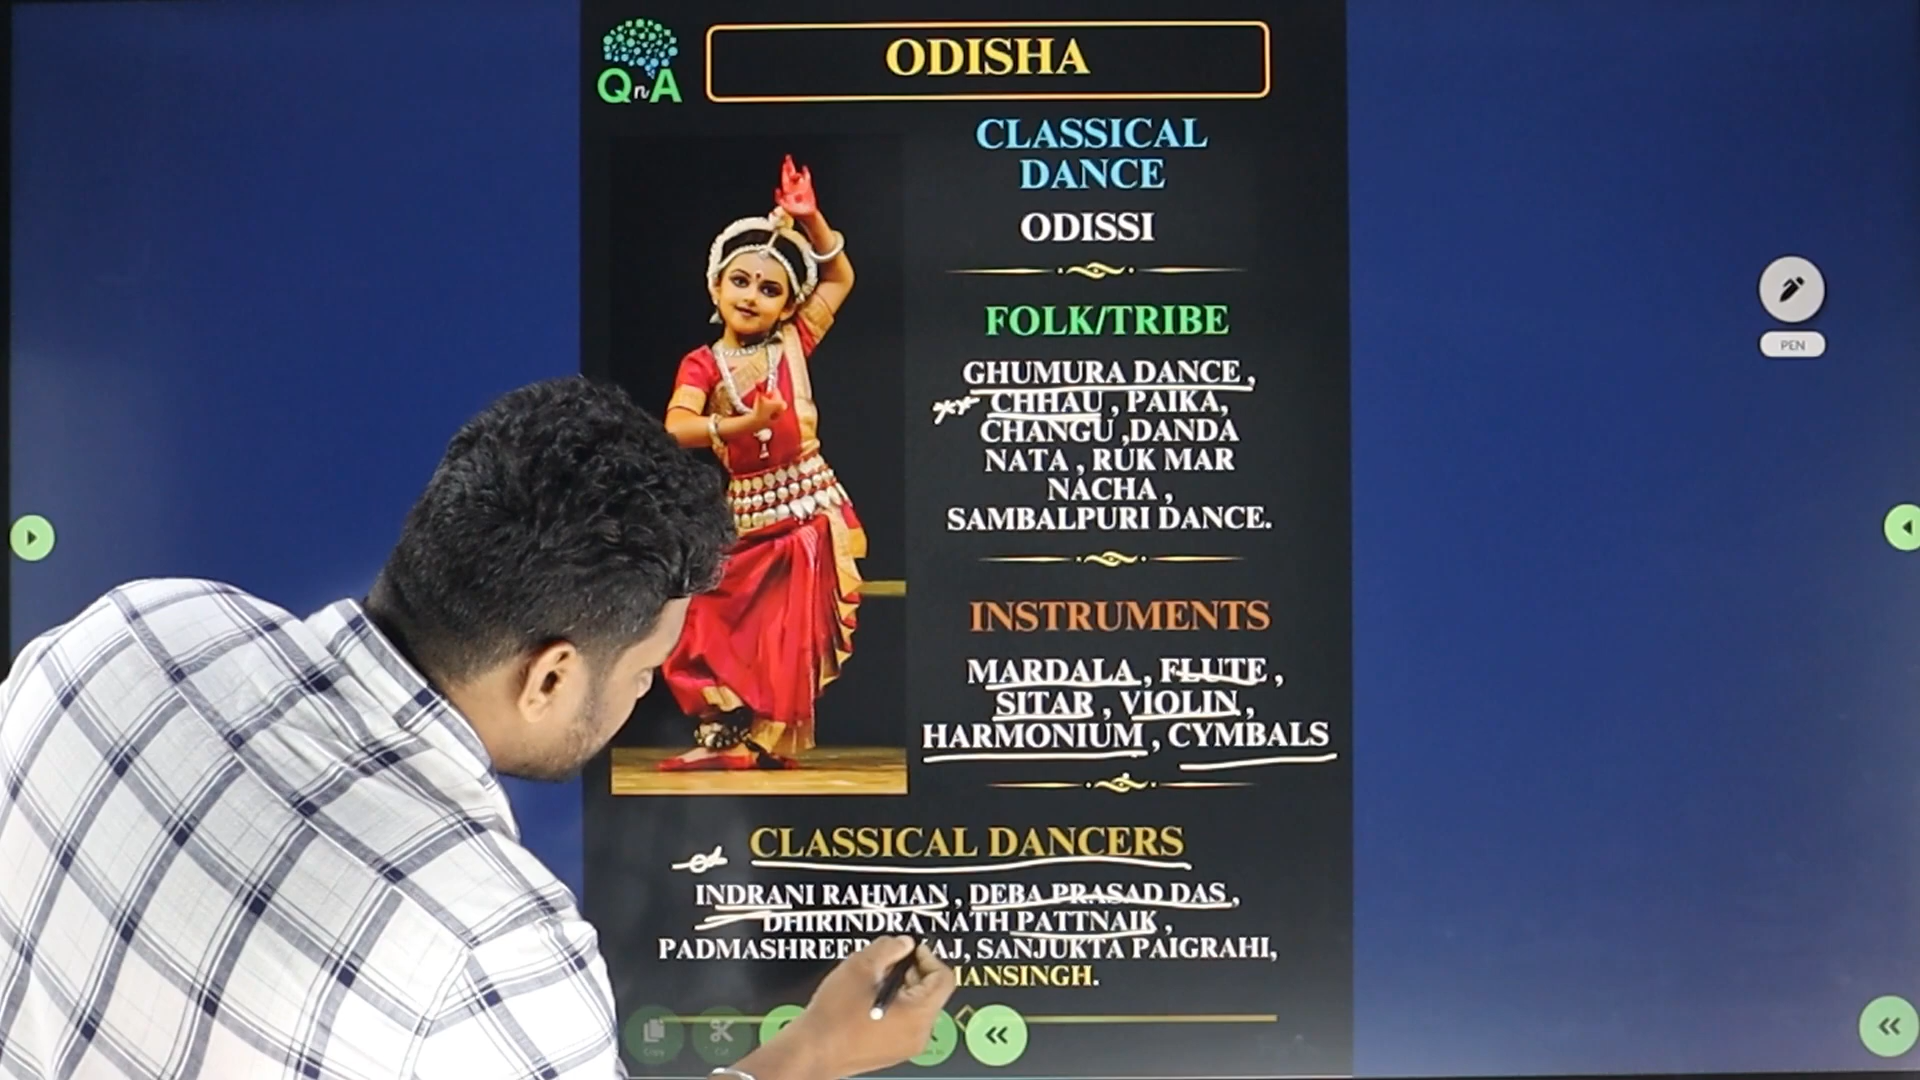 QnA
ODISHA
CLASSICAL
DANCE
ODISSI
FOLK/TRIBE
GHUMURA DANCE ,
CHHAU , PAIKA,
CHANGU ,DANDA
NATA , RUK MAR
NACHA ,
SAMBALPURI DANCE.
INSTRUMENTS
MARDALA , FLUTE ,
SITAR , VIOLIN ,
HARMONIUM , CYMBALS
CLASSICAL DANCERS
INDRANI RAHMAN , DEBA PRASAD DAS ,
DHIRINDRA NATH PATTNAIK ,
SANJUKTA PAIGRAHI,
PEN
Copy
Cut